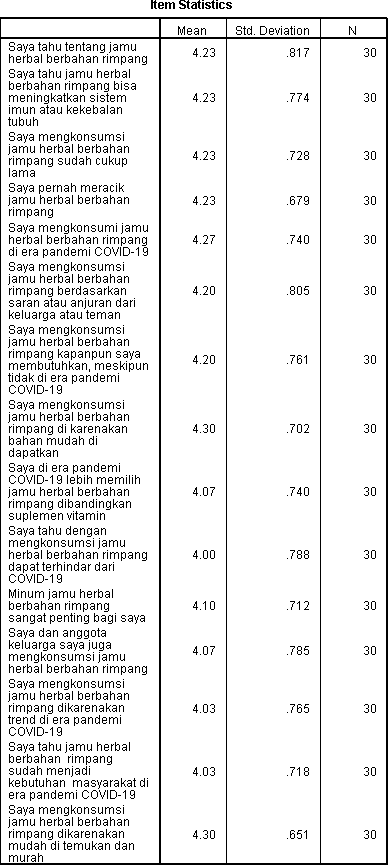 Item Statistics
Mean Std. Deviation N
Saya tahu tentang jamu
herbal berbahan rimpang 4.23 .817 30
Saya tahu jamu herbal
berbahan rimpang bisa
meningkatkan sistem
imun atau kekebalan
tubuh 4.23 .774 30
Saya mengkonsumsi
jamu herbal berbahan
rimpang sudah cukup
lama 4.23 .728 30
Saya pernah meracik
jamu herbal berbahan
rimpang 4.23 .679 30
Saya mengkonsumi jamu
herbal berbahan rimpang
di era pandemi COVID-19 4.27 .740 30
Saya mengkonsumsi
jamu herbal berbahan
rimpang berdasarkan
saran atau anjuran dari
keluarga atau teman 4.20 .805 30
Saya mengkonsumsi
jamu herbal berbahan
rimpang kapanpun saya
membutuhkan, meskipun
tidak di era pandemi
COVID-19 4.20 .761 30
Saya mengkonsumsi
jamu herbal berbahan
rimpang di karenakan
bahan mudah di
dapatkan 4.30 .702 30
Saya di era pandemi
COVID-19 lebih memilih
jamu herbal berbahan
rimpang dibandingkan
suplemen vitamin 4.07 .740 30
Saya tahu dengan
mengkonsumsi jamu
herbal berbahan rimpang
dapat terhindar dari
COVID-19 4.00 .788 30
Minum jamu herbal
berbahan rimpang
sangat penting bagi saya 4.10 .712 30
Saya dan anggota
keluarga saya juga
mengkonsumsi jamu
herbal berbahan rimpang 4.07 .785 30
Saya mengkonsumsi
jamu herbal berbahan
rimpang dikarenakan
trend di era pandemi
COVID-19 4.03 .765 30
Saya tahu jamu herbal
berbahan rimpang
sudah menjadi
kebutuhan masyarakat di
era pandemi COVID-19 4.03 .718 30
Saya mengkonsumsi
jamu herbal berbahan
rimpang dikarenakan
mudah di temukan dan
murah 4.30 .651 30